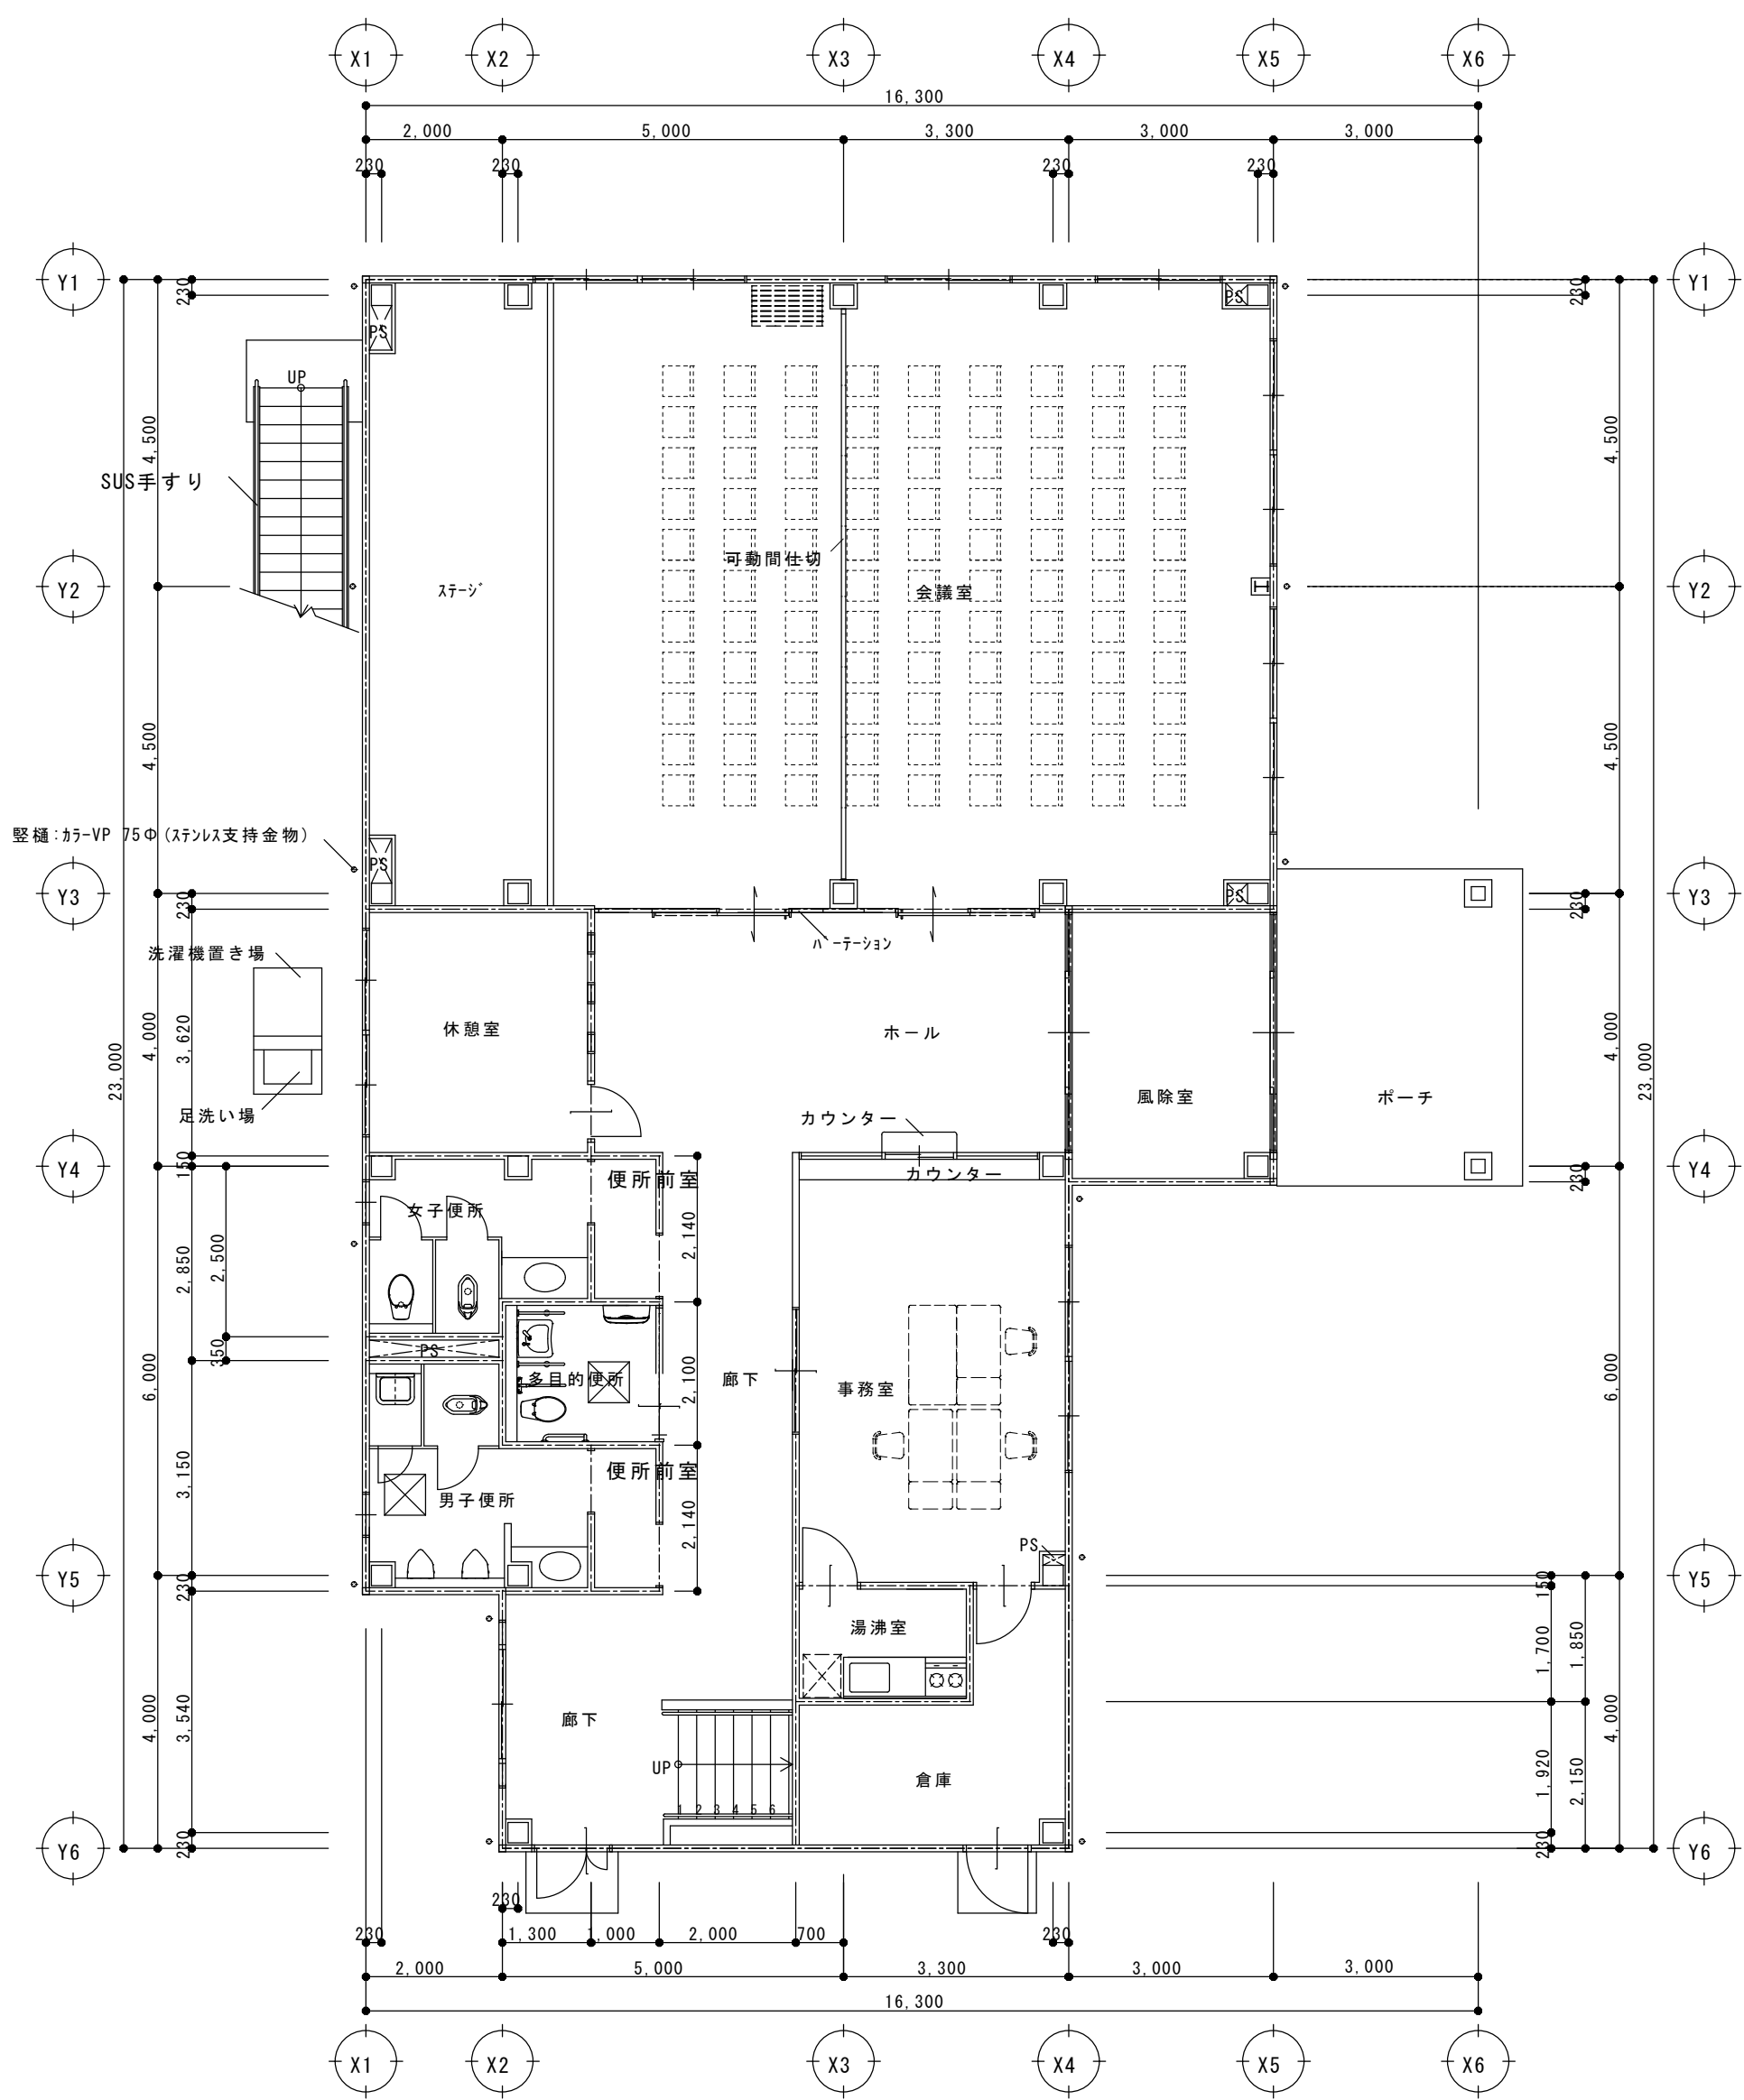 X1 X2 X3 X4 X5 X6
16,300
2,000 5,000 3,300 3,000 3,000
230 230 230 230
Y1 230 230 Y1
PS PS
UP
4,500 4,500
SUS手すり
可動間仕切
Y2 ステージ 会議室 Y2
4,500 4,500
竪樋:カラーVP 75Φ(ステンレス支持金物)
PS PS
Y3 230 230 Y3
パーテーション
洗濯機置き場
休憩室 ホール
23,000 4,000 3,620 4,000 23,000
風除室 ポーチ
足洗い場 カウンター
Y4 150 便所前室 カウンター 230 Y4
女子便所
2,850 2,500 2,140
350 PS
6,000 多目的便所 2,100 廊下 事務室 6,000
便所前室
3,150 男子便所 2,140
PS
Y5 230 150 Y5
湯沸室 1,700 1,850
4,000 3,540 廊下 4,000
UP 倉庫 1,920 2,150
1 2 3 4 5 6
Y6 230 230 Y6
230
230 1,300 1,000 2,000 700 230
2,000 5,000 3,300 3,000 3,000
16,300
X1 X2 X3 X4 X5 X6